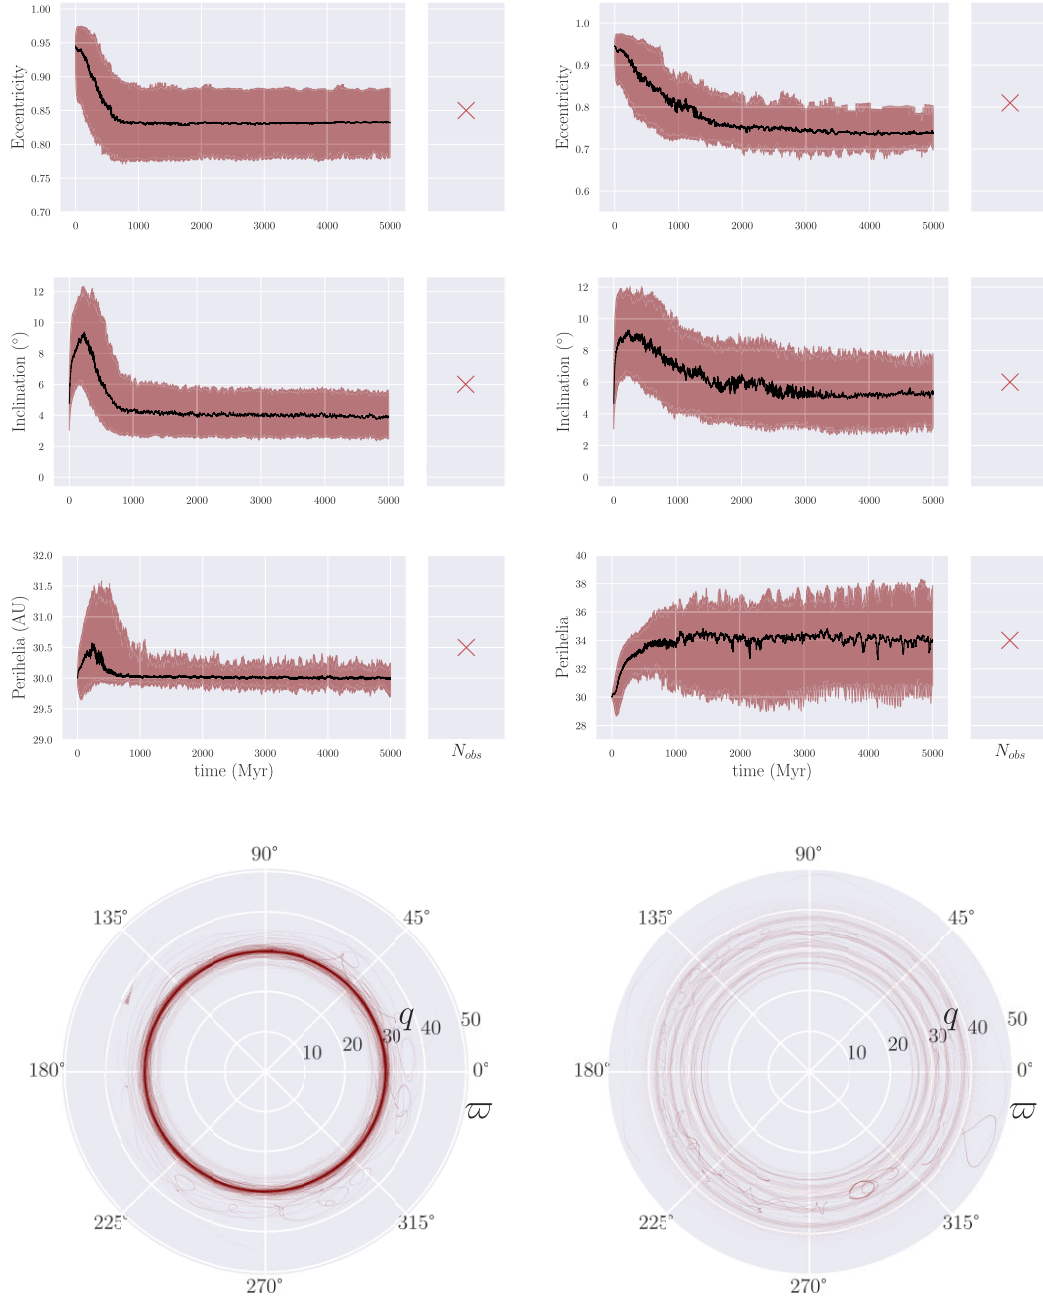 1.00
0.95
0.90
0.85
0.80
0.75
0.70
Eccentricity
0 1000 2000 3000 4000 5000
1.0
0.9
0.8
0.7
0.6
Eccentricity
0 1000 2000 3000 4000 5000
12
10
8
6
4
2
0
Inclination (°)
0 1000 2000 3000 4000 5000
12
10
8
6
4
2
0
Inclination (°)
0 1000 2000 3000 4000 5000
32.0
31.5
31.0
30.5
30.0
29.5
29.0
Perihelia (AU)
0 1000 2000 3000 4000 5000
time (Myr)
N_obs
40
38
36
34
32
30
28
Perihelia
0 1000 2000 3000 4000 5000
time (Myr)
N_obs
90°
135° 45°
q
10 20 30 40 50
180° 0°
ϖ
225° 315°
270°
90°
135° 45°
q
10 20 30 40 50
180° 0°
ϖ
225° 315°
270°